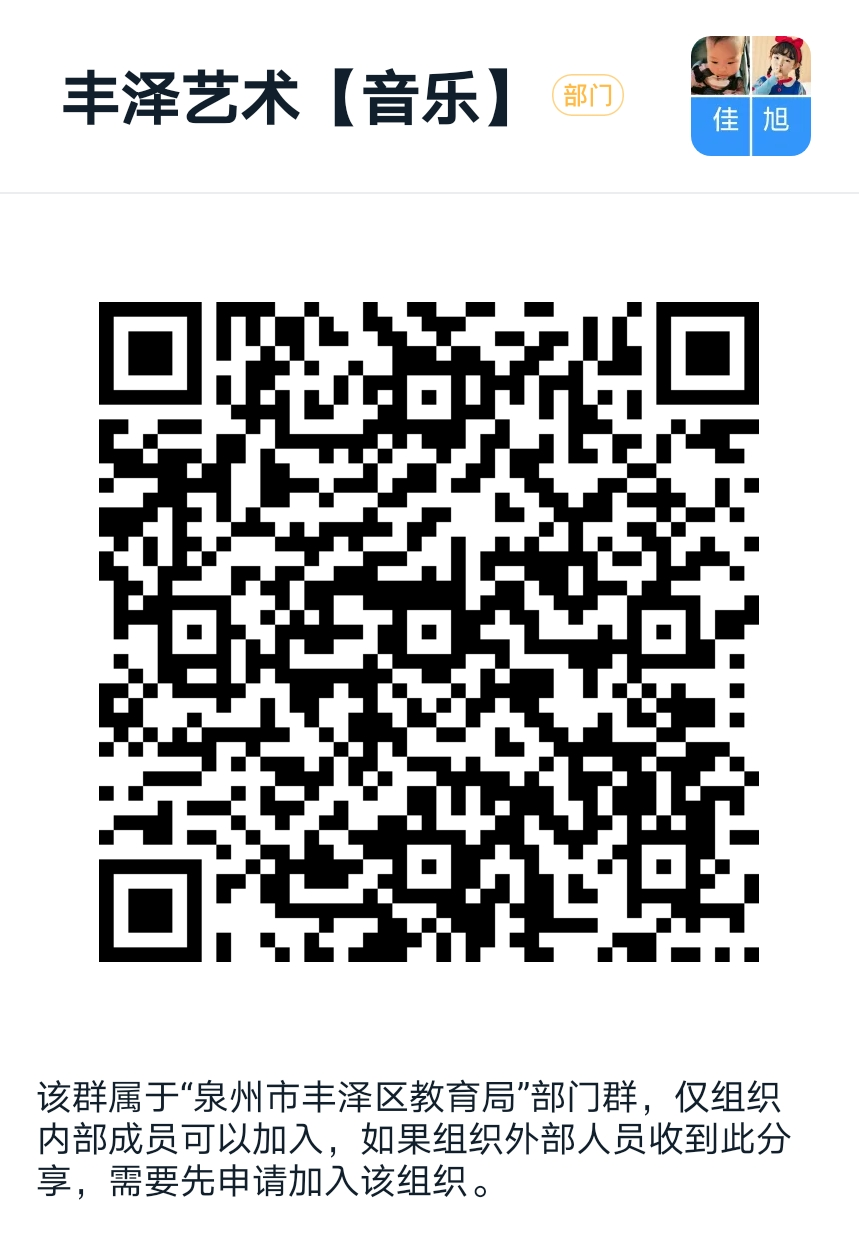 丰泽艺术【音乐】 部门
佳 旭
该群属于“泉州市丰泽区教育局”部门群，仅组织
内部成员可以加入，如果组织外部人员收到此分
享，需要先申请加入该组织。